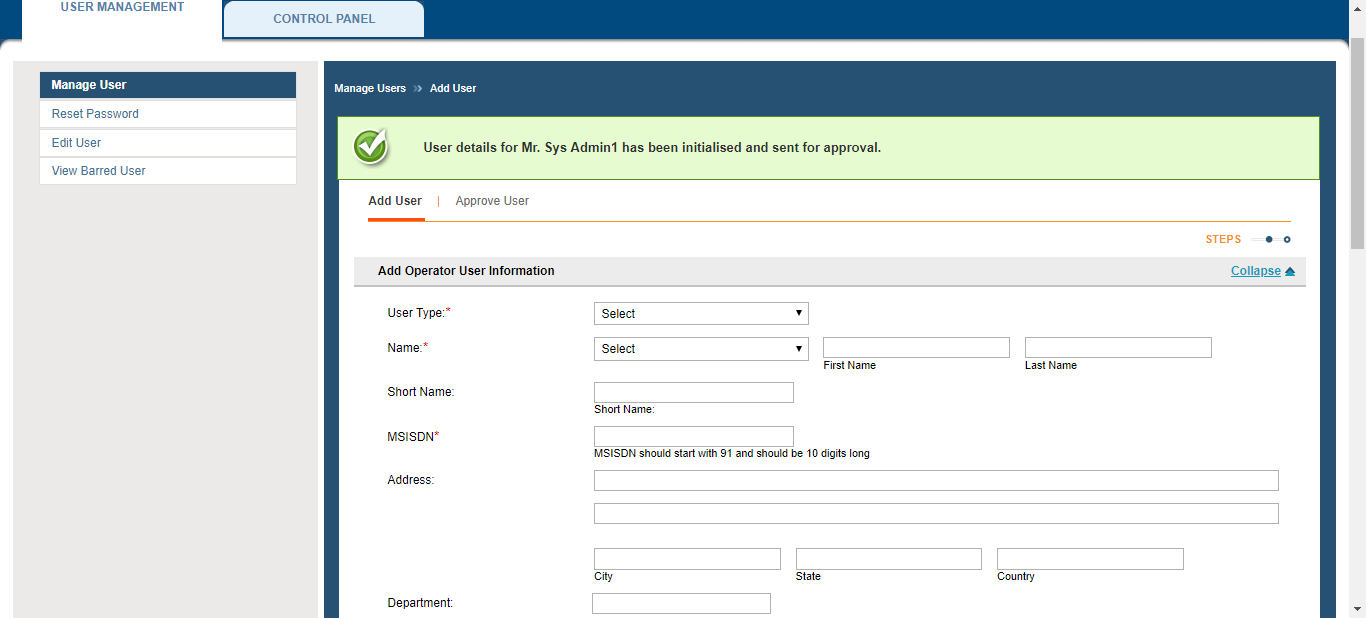 USER MANAGEMENT
CONTROL PANEL
Manage User
Reset Password
Edit User
View Barred User
Manage Users » Add User
User details for Mr. Sys Admin1 has been initialised and sent for approval.
Add User | Approve User
STEPS
Add Operator User Information Collapse
User Type:* Select
Name:* Select
First Name Last Name
Short Name:
Short Name:
MSISDN*
MSISDN should start with 91 and should be 10 digits long
Address:
City State Country
Department: